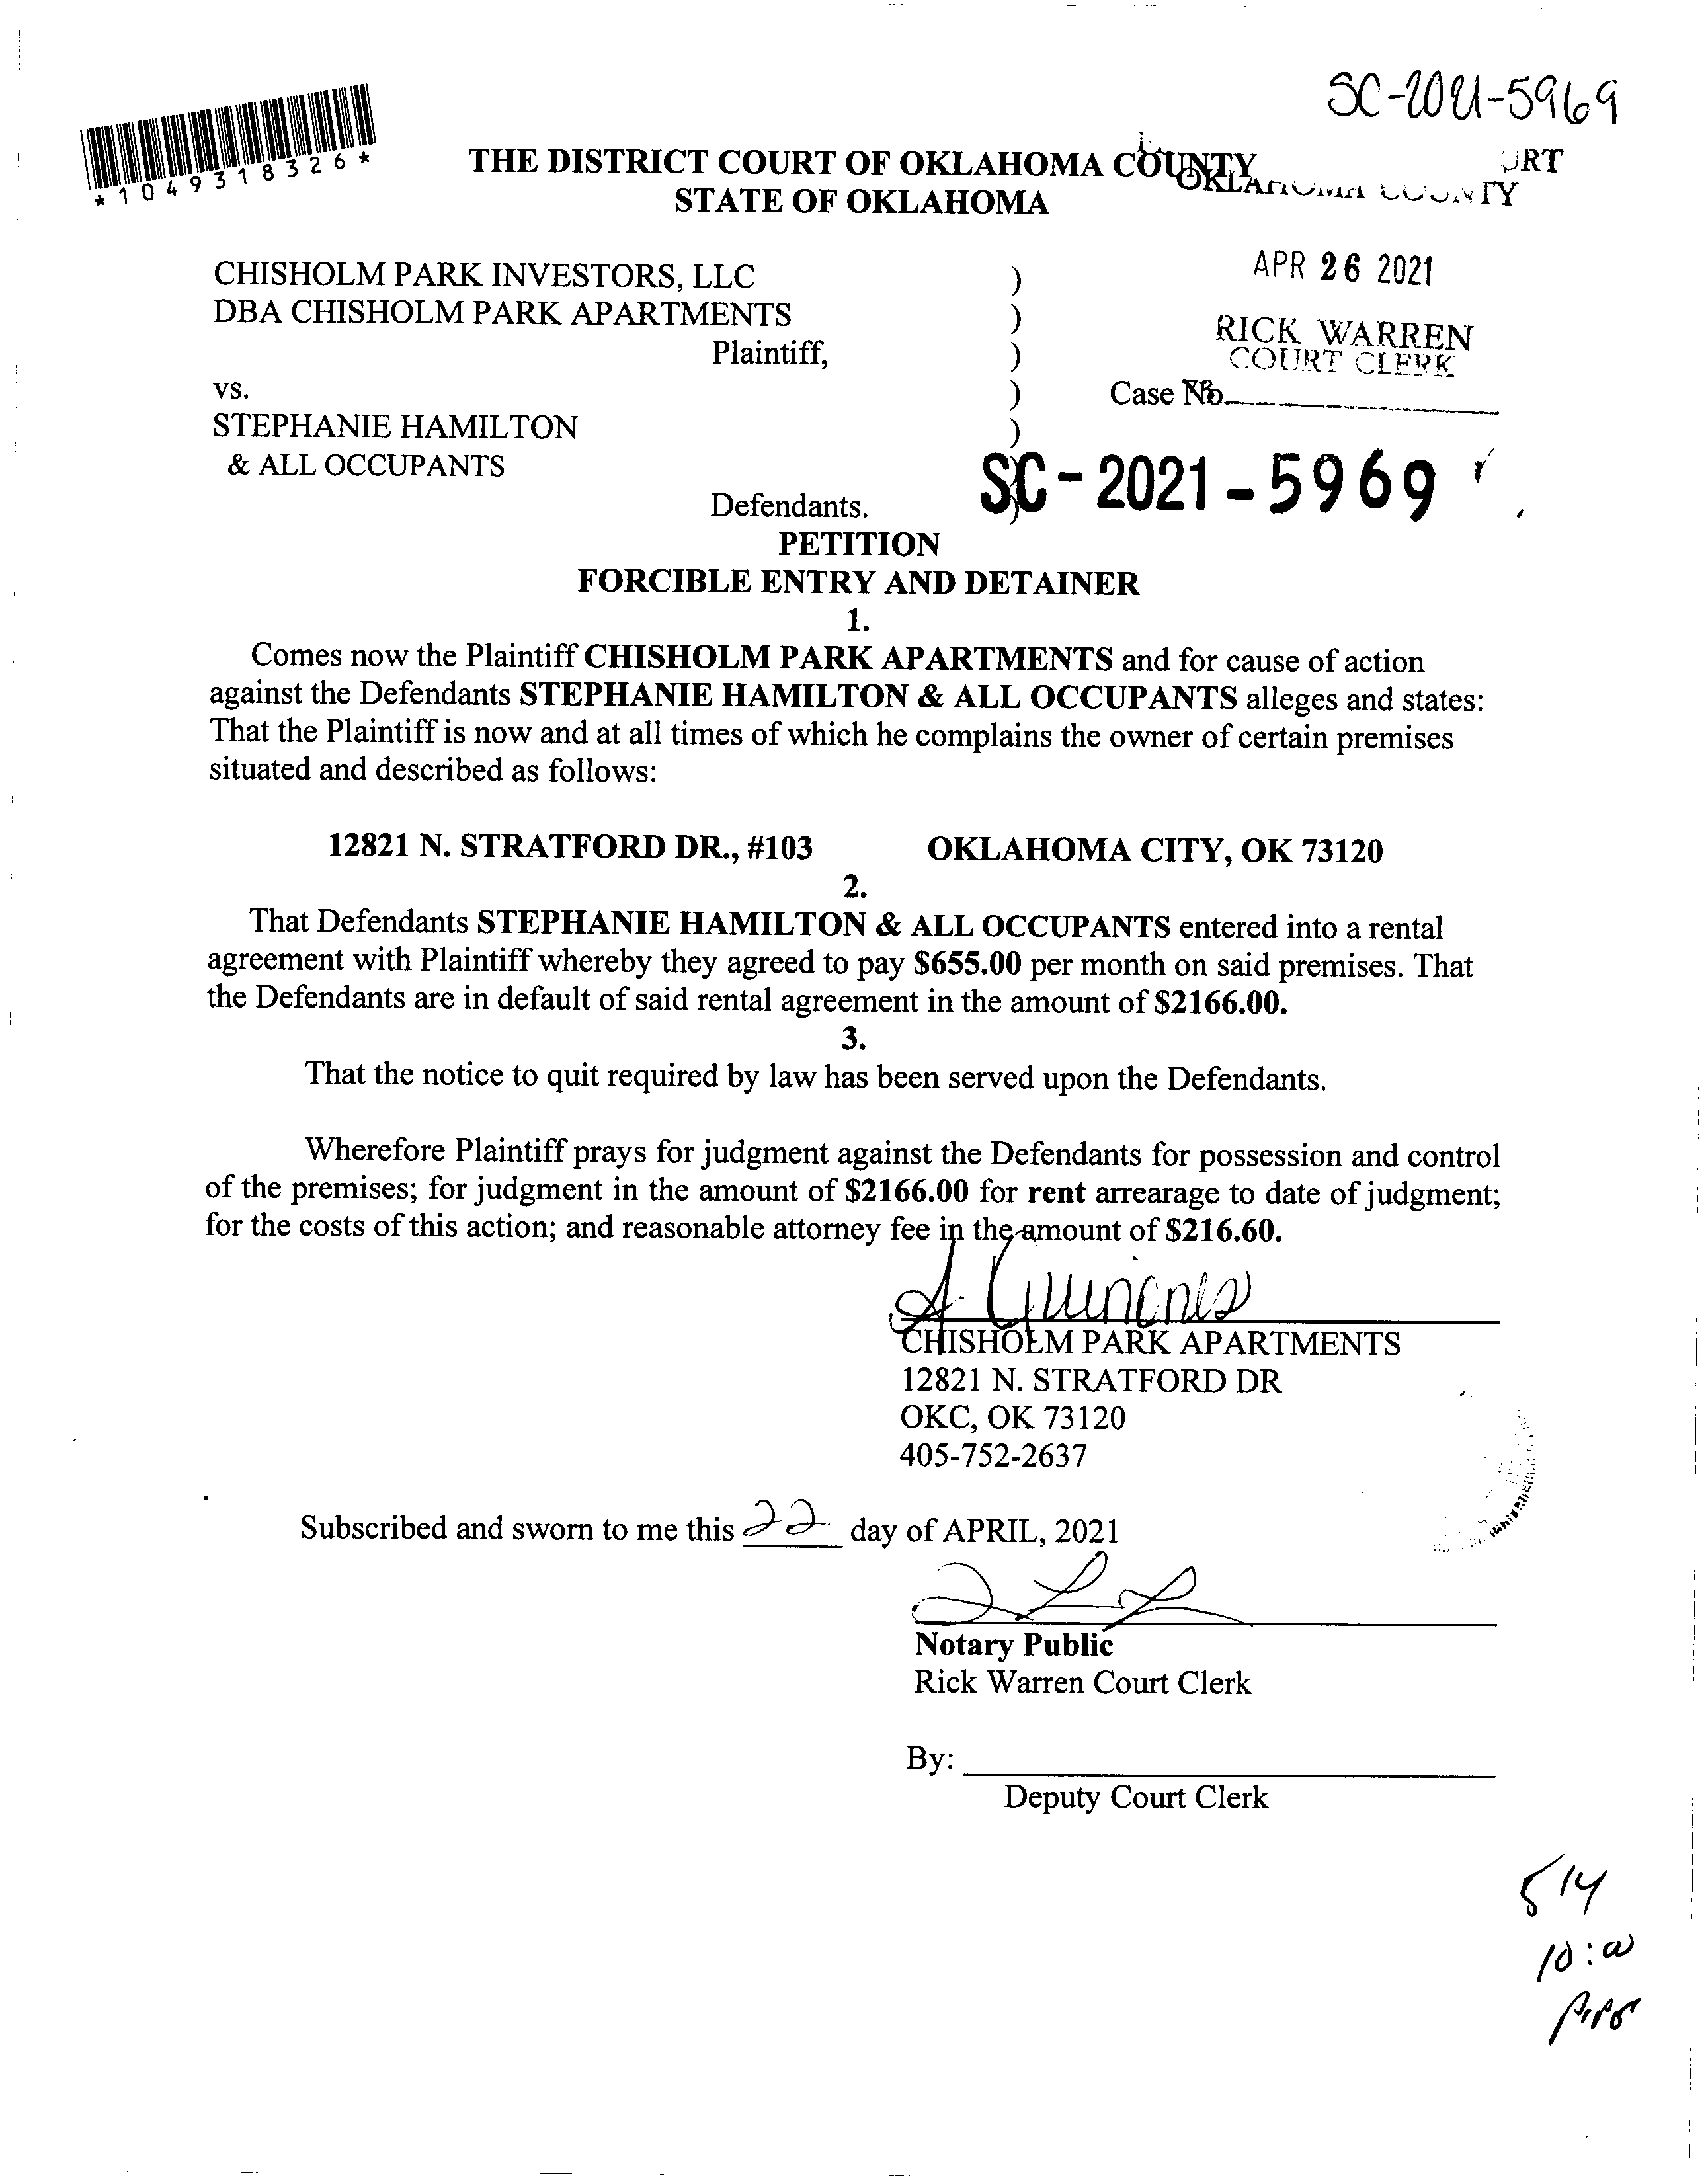 SC-2021-5969
*1049318326*
THE DISTRICT COURT OF OKLAHOMA COUNTY
OKLAHOMA COUNTY
STATE OF OKLAHOMA
CHISHOLM PARK INVESTORS, LLC )
APR 26 2021
DBA CHISHOLM PARK APARTMENTS )
RICK WARREN
Plaintiff, )
COURT CLERK
vs. )
Case No.
STEPHANIE HAMILTON )
& ALL OCCUPANTS )
SC-2021-5969
Defendants. )
PETITION
FORCIBLE ENTRY AND DETAINER
1.
Comes now the Plaintiff CHISHOLM PARK APARTMENTS and for cause of action
against the Defendants STEPHANIE HAMILTON & ALL OCCUPANTS alleges and states:
That the Plaintiff is now and at all times of which he complains the owner of certain premises
situated and described as follows:
12821 N. STRATFORD DR., #103 OKLAHOMA CITY, OK 73120
2.
That Defendants STEPHANIE HAMILTON & ALL OCCUPANTS entered into a rental
agreement with Plaintiff whereby they agreed to pay $655.00 per month on said premises. That
the Defendants are in default of said rental agreement in the amount of $2166.00.
3.
That the notice to quit required by law has been served upon the Defendants.
Wherefore Plaintiff prays for judgment against the Defendants for possession and control
of the premises; for judgment in the amount of $2166.00 for rent arrearage to date of judgment;
for the costs of this action; and reasonable attorney fee in the amount of $216.60.
A. Quinones
CHISHOLM PARK APARTMENTS
12821 N. STRATFORD DR
OKC, OK 73120
405-752-2637
Subscribed and sworn to me this 22 day of APRIL, 2021
Notary Public
Rick Warren Court Clerk
By:
Deputy Court Clerk
514
10:00